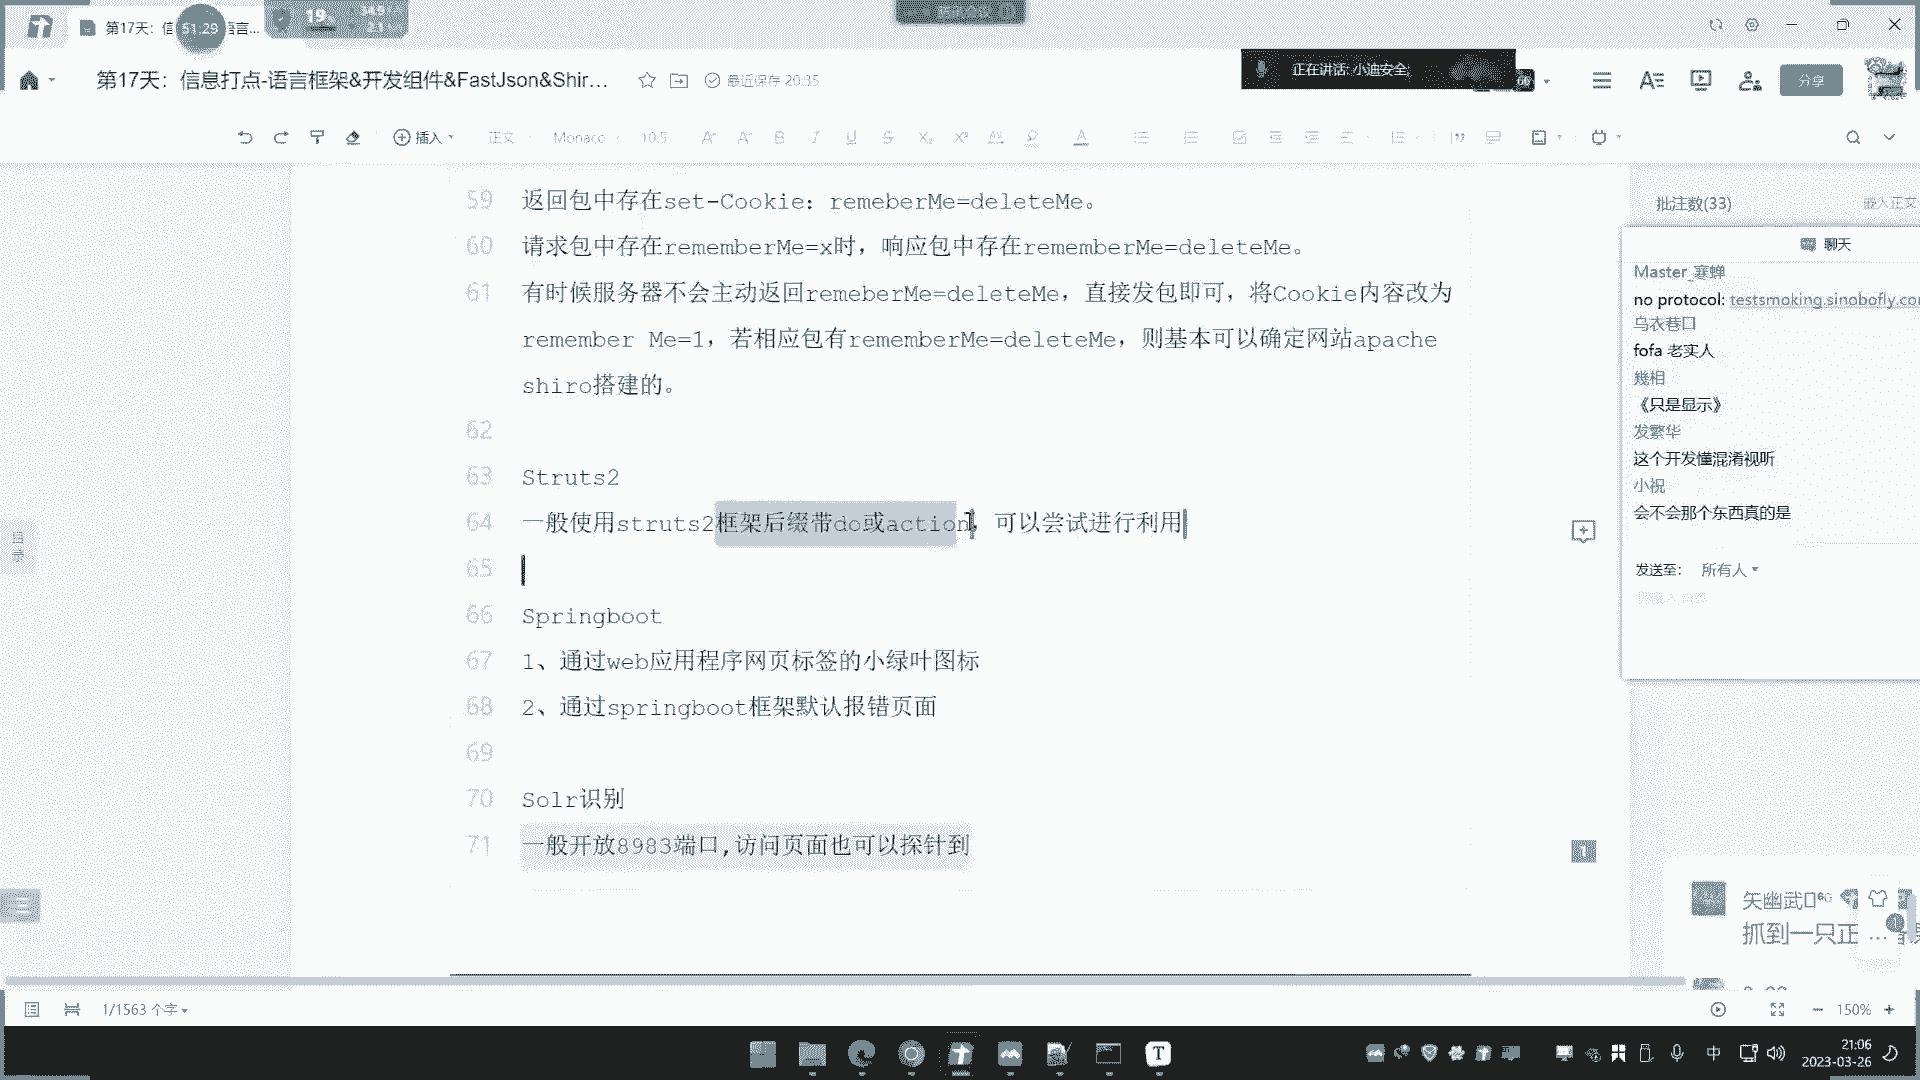 第17天：信
51:29
语言...
19
第17天：信息打点-语言框架&开发组件&FastJson&Shir...
最近保存 20:35
正在讲话: 小迪安全;
分享
插入
正文
Monaco
10.5
批注数(33)
嵌入正文
59 返回包中存在set-Cookie：remeberMe=deleteMe。
60 请求包中存在rememberMe=x时，响应包中存在rememberMe=deleteMe。
61 有时候服务器不会主动返回remeberMe=deleteMe，直接发包即可，将Cookie内容改为
remember Me=1，若相应包有rememberMe=deleteMe，则基本可以确定网站apache
shiro搭建的。
62
63 Struts2
64 一般使用struts2框架后缀带do或action，可以尝试进行利用
65
66 Springboot
67 1、通过web应用程序网页标签的小绿叶图标
68 2、通过springboot框架默认报错页面
69
70 Solr识别
71 一般开放8983端口,访问页面也可以探针到
目录
聊天
Master_寒蝉
no protocol: testsmoking.sinobofly.co
乌衣巷口
fofa 老实人
幾相
《只是显示》
发繁华
这个开发懂混淆视听
小祝
会不会那个东西真的是
发送至： 所有人
1
矢幽武
抓到一只正
1/1563 个字
150%
中
21:06
2023-03-26